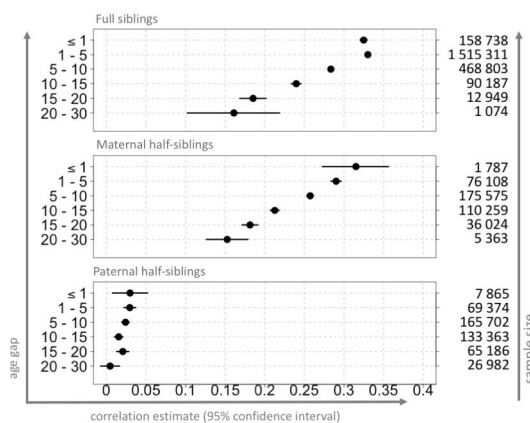 Full siblings
≤ 1 158 738
1 - 5 1 515 311
5 - 10 468 803
10 - 15 90 187
15 - 20 12 949
20 - 30 1 074
Maternal half-siblings
≤ 1 1 787
1 - 5 76 108
5 - 10 175 575
10 - 15 110 259
15 - 20 36 024
20 - 30 5 363
Paternal half-siblings
≤ 1 7 865
1 - 5 69 374
5 - 10 165 702
10 - 15 133 363
15 - 20 65 186
20 - 30 26 982
age gap
sample size
0 0.05 0.1 0.15 0.2 0.25 0.3 0.35 0.4
correlation estimate (95% confidence interval)